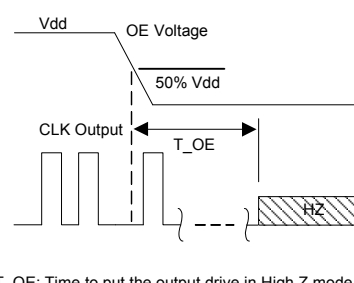 Vdd
OE Voltage
50% Vdd
CLK Output
T_OE
HZ
T_OE: Time to put the output drive in High Z mode